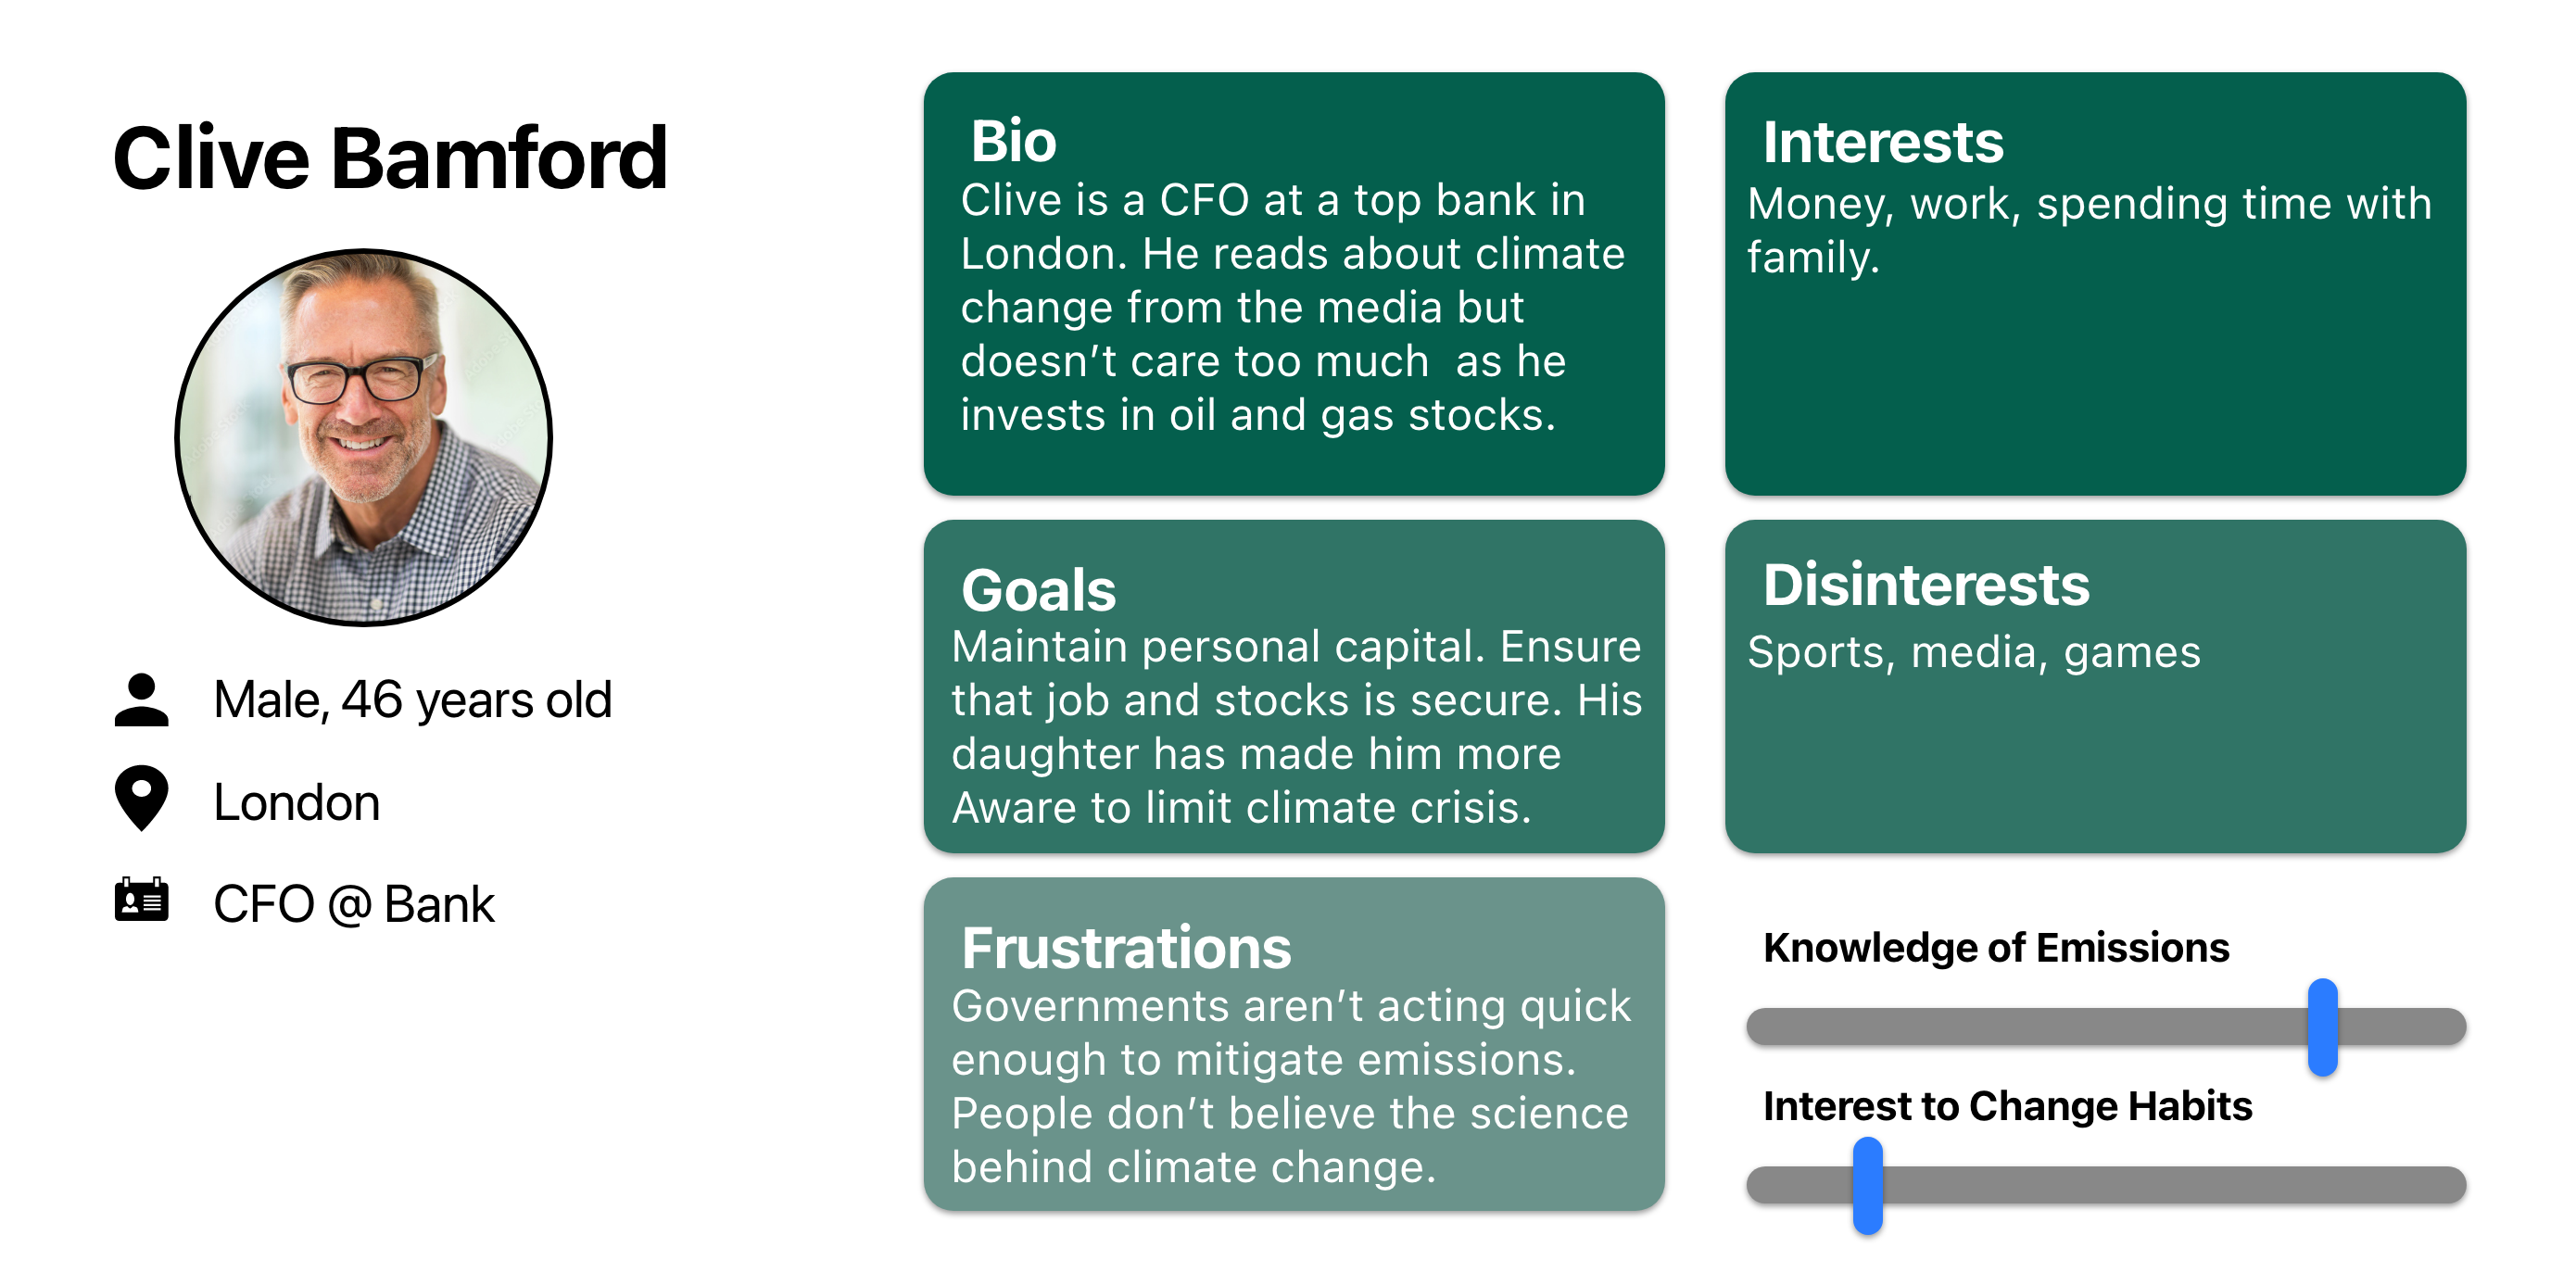 Clive Bamford
Male, 46 years old
London
CFO @ Bank
Bio
Clive is a CFO at a top bank in
London. He reads about climate
change from the media but
doesn’t care too much  as he
invests in oil and gas stocks.
Goals
Maintain personal capital. Ensure
that job and stocks is secure. His
daughter has made him more
Aware to limit climate crisis.
Frustrations
Governments aren’t acting quick
enough to mitigate emissions.
People don’t believe the science
behind climate change.
Interests
Money, work, spending time with
family.
Disinterests
Sports, media, games
Knowledge of Emissions
Interest to Change Habits